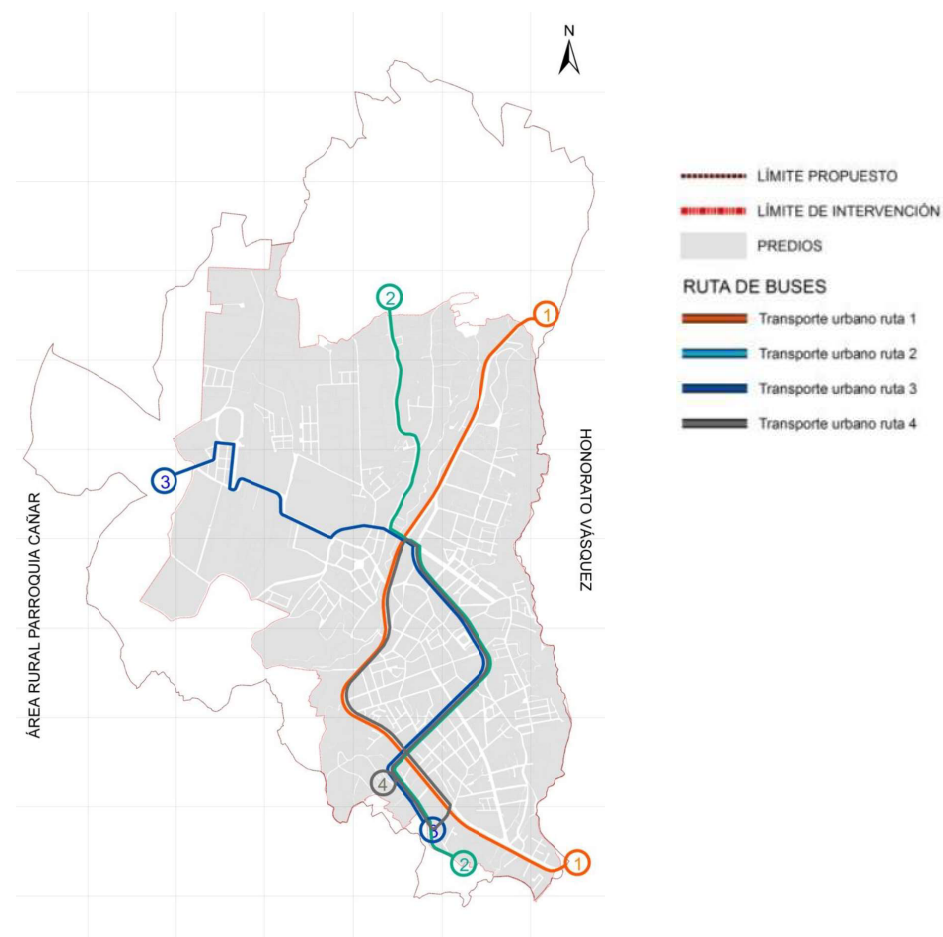 N
2
1
3
4
3
2
1
ÁREA RURAL PARROQUIA CAÑAR
HONORATO VÁSQUEZ
LÍMITE PROPUESTO
LÍMITE DE INTERVENCIÓN
PREDIOS
RUTA DE BUSES
Transporte urbano ruta 1
Transporte urbano ruta 2
Transporte urbano ruta 3
Transporte urbano ruta 4